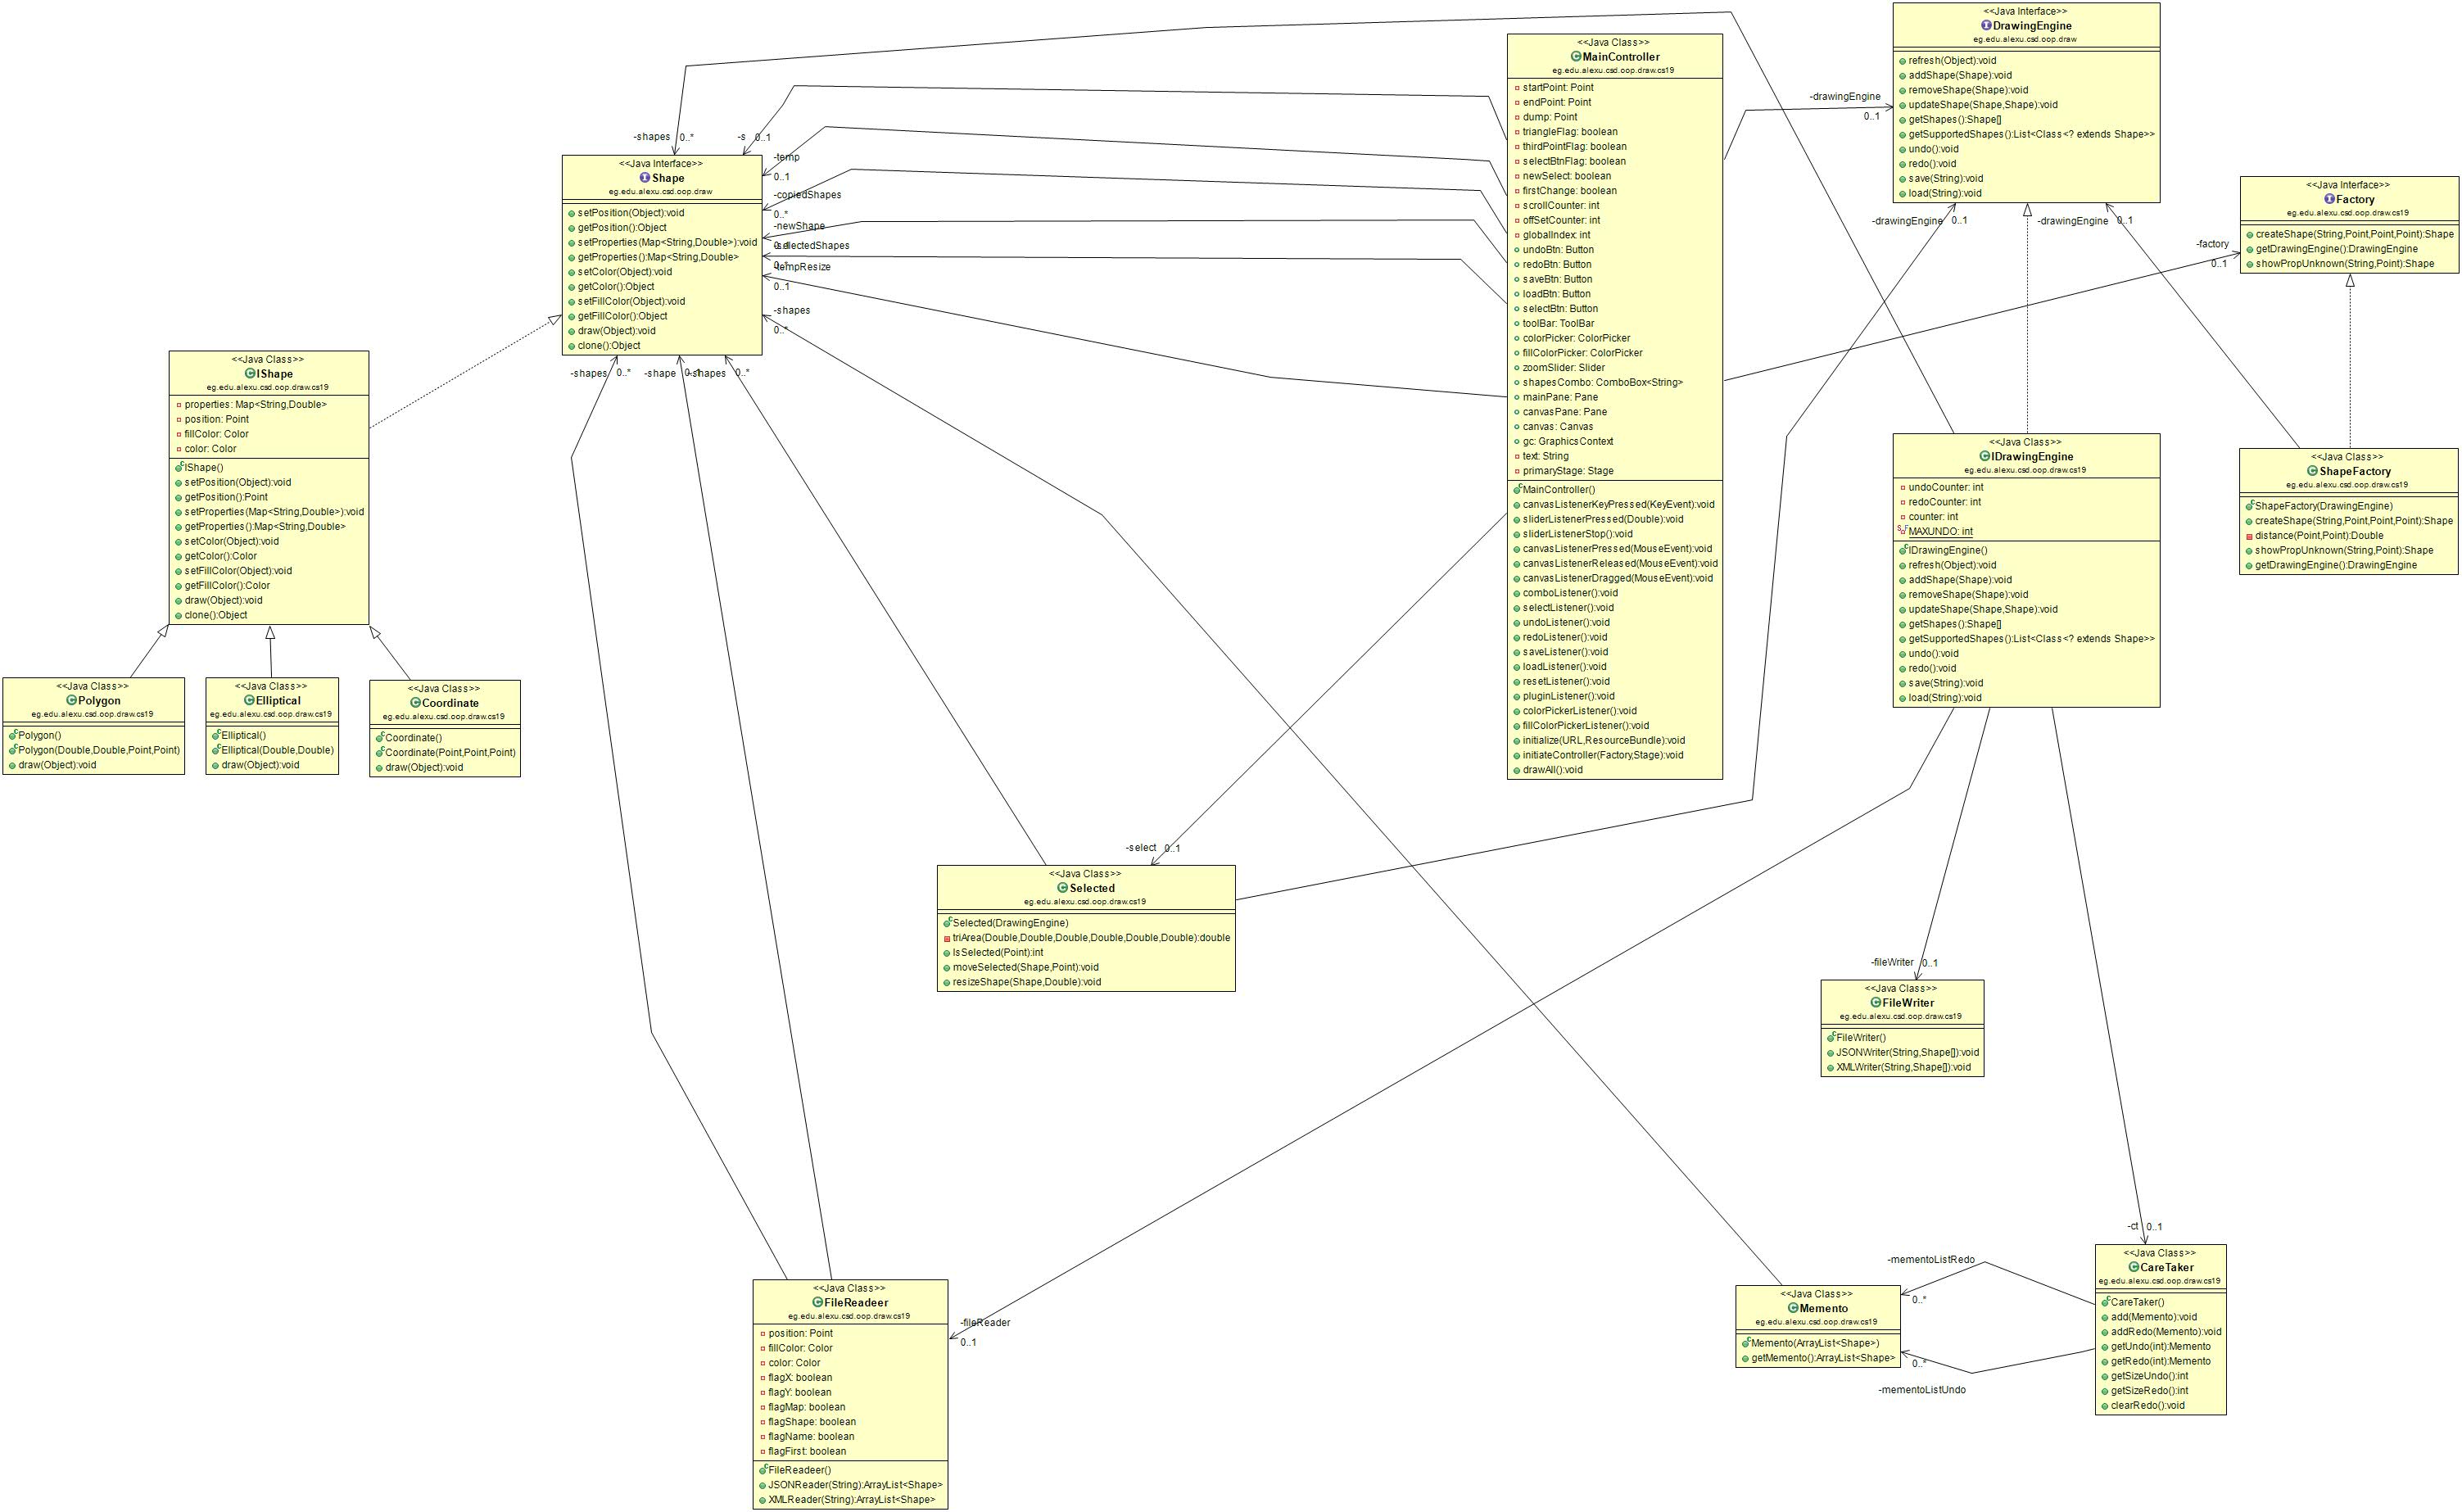 <<Java Interface>>
DrawingEngine
eg.edu.alexu.csd.oop.draw
refresh(Object):void
addShape(Shape):void
removeShape(Shape):void
updateShape(Shape,Shape):void
getShapes():Shape[]
getSupportedShapes():List<Class<? extends Shape>>
undo():void
redo():void
save(String):void
load(String):void
<<Java Class>>
MainController
eg.edu.alexu.csd.oop.draw.cs19
startPoint: Point
endPoint: Point
dump: Point
triangleFlag: boolean
thirdPointFlag: boolean
selectBtnFlag: boolean
newSelect: boolean
firstChange: boolean
scrollCounter: int
offSetCounter: int
globalIndex: int
undoBtn: Button
redoBtn: Button
saveBtn: Button
loadBtn: Button
selectBtn: Button
toolBar: ToolBar
colorPicker: ColorPicker
fillColorPicker: ColorPicker
zoomSlider: Slider
shapesCombo: ComboBox<String>
mainPane: Pane
canvasPane: Pane
canvas: Canvas
gc: GraphicsContext
text: String
primaryStage: Stage
MainController()
canvasListenerKeyPressed(KeyEvent):void
sliderListenerPressed(Double):void
sliderListenerStop():void
canvasListenerPressed(MouseEvent):void
canvasListenerReleased(MouseEvent):void
canvasListenerDragged(MouseEvent):void
comboListener():void
selectListener():void
undoListener():void
redoListener():void
saveListener():void
loadListener():void
resetListener():void
pluginListener():void
colorPickerListener():void
fillColorPickerListener():void
initialize(URL,ResourceBundle):void
initiateController(Factory,Stage):void
drawAll():void
-drawingEngine
0..1
-shapes 0..*
-s 0..1
-temp
0..1
-copiedShapes
0..*
-newShape
-selectedShapes
0..*
-tempResize
0..1
-shapes
0..*
<<Java Interface>>
Shape
eg.edu.alexu.csd.oop.draw
setPosition(Object):void
getPosition():Object
setProperties(Map<String,Double>):void
getProperties():Map<String,Double>
setColor(Object):void
getColor():Object
setFillColor(Object):void
getFillColor():Object
draw(Object):void
clone():Object
-shapes 0..*
-shape 0..1
-shapes 0..*
<<Java Interface>>
Factory
eg.edu.alexu.csd.oop.draw.cs19
createShape(String,Point,Point,Point):Shape
getDrawingEngine():DrawingEngine
showPropUnknown(String,Point):Shape
-factory
0..1
-drawingEngine 0..1
-drawingEngine 0..1
<<Java Class>>
IShape
eg.edu.alexu.csd.oop.draw.cs19
properties: Map<String,Double>
position: Point
fillColor: Color
color: Color
IShape()
setPosition(Object):void
getPosition():Point
setProperties(Map<String,Double>):void
getProperties():Map<String,Double>
setColor(Object):void
getColor():Color
setFillColor(Object):void
getFillColor():Color
draw(Object):void
clone():Object
<<Java Class>>
IDrawingEngine
eg.edu.alexu.csd.oop.draw.cs19
undoCounter: int
redoCounter: int
counter: int
MAXUNDO: int
IDrawingEngine()
refresh(Object):void
addShape(Shape):void
removeShape(Shape):void
updateShape(Shape,Shape):void
getShapes():Shape[]
getSupportedShapes():List<Class<? extends Shape>>
undo():void
redo():void
save(String):void
load(String):void
<<Java Class>>
ShapeFactory
eg.edu.alexu.csd.oop.draw.cs19
ShapeFactory(DrawingEngine)
createShape(String,Point,Point,Point):Shape
distance(Point,Point):Double
showPropUnknown(String,Point):Shape
getDrawingEngine():DrawingEngine
<<Java Class>>
Polygon
eg.edu.alexu.csd.oop.draw.cs19
Polygon()
Polygon(Double,Double,Point,Point)
draw(Object):void
<<Java Class>>
Elliptical
eg.edu.alexu.csd.oop.draw.cs19
Elliptical()
Elliptical(Double,Double)
draw(Object):void
<<Java Class>>
Coordinate
eg.edu.alexu.csd.oop.draw.cs19
Coordinate()
Coordinate(Point,Point,Point)
draw(Object):void
-select 0..1
<<Java Class>>
Selected
eg.edu.alexu.csd.oop.draw.cs19
Selected(DrawingEngine)
triArea(Double,Double,Double,Double,Double,Double):double
IsSelected(Point):int
moveSelected(Shape,Point):void
resizeShape(Shape,Double):void
-fileWriter 0..1
<<Java Class>>
FileWriter
eg.edu.alexu.csd.oop.draw.cs19
FileWriter()
JSONWriter(String,Shape[]):void
XMLWriter(String,Shape[]):void
-ct 0..1
<<Java Class>>
CareTaker
eg.edu.alexu.csd.oop.draw.cs19
CareTaker()
add(Memento):void
addRedo(Memento):void
getUndo(int):Memento
getRedo(int):Memento
getSizeUndo():int
getSizeRedo():int
clearRedo():void
-mementoListRedo
0..*
<<Java Class>>
Memento
eg.edu.alexu.csd.oop.draw.cs19
Memento(ArrayList<Shape>)
getMemento():ArrayList<Shape>
0..*
-mementoListUndo
<<Java Class>>
FileReadeer
eg.edu.alexu.csd.oop.draw.cs19
position: Point
fillColor: Color
color: Color
flagX: boolean
flagY: boolean
flagMap: boolean
flagShape: boolean
flagName: boolean
flagFirst: boolean
FileReadeer()
JSONReader(String):ArrayList<Shape>
XMLReader(String):ArrayList<Shape>
-fileReader
0..1